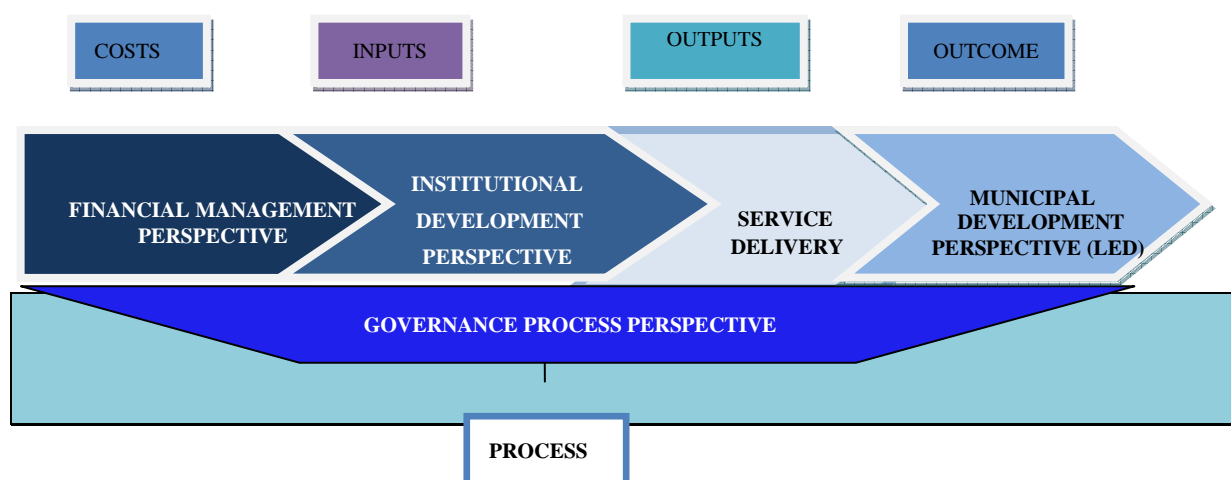 COSTS
INPUTS
OUTPUTS
OUTCOME
FINANCIAL MANAGEMENT
PERSPECTIVE
INSTITUTIONAL
DEVELOPMENT
PERSPECTIVE
SERVICE
DELIVERY
MUNICIPAL
DEVELOPMENT
PERSPECTIVE (LED)
GOVERNANCE PROCESS PERSPECTIVE
PROCESS